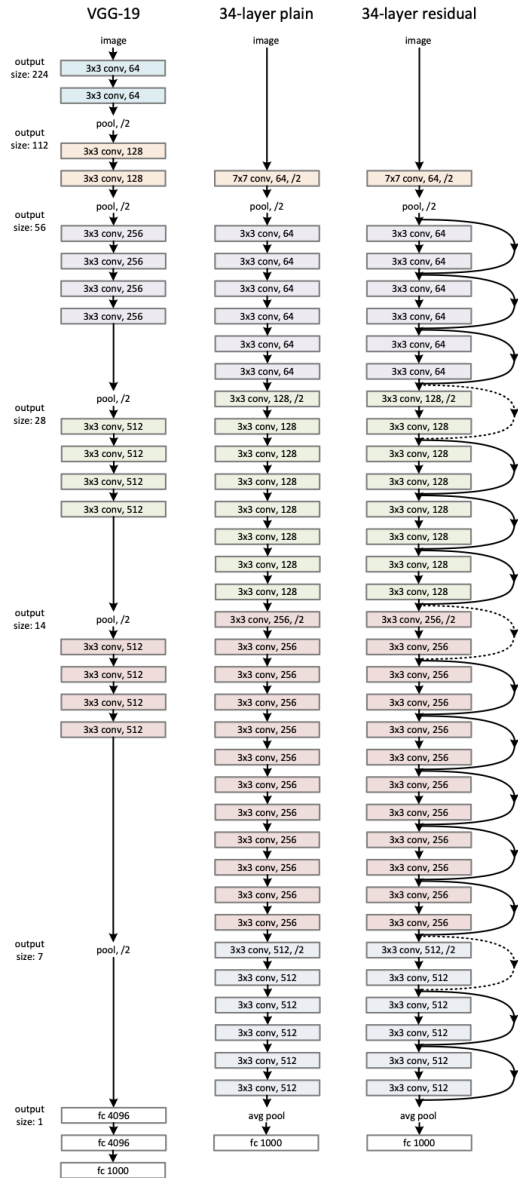 output
size: 224
output
size: 112
output
size: 56
output
size: 28
output
size: 14
output
size: 7
output
size: 1
VGG-19
image
3x3 conv, 64
3x3 conv, 64
pool, /2
3x3 conv, 128
3x3 conv, 128
pool, /2
3x3 conv, 256
3x3 conv, 256
3x3 conv, 256
3x3 conv, 256
pool, /2
3x3 conv, 512
3x3 conv, 512
3x3 conv, 512
3x3 conv, 512
pool, /2
3x3 conv, 512
3x3 conv, 512
3x3 conv, 512
3x3 conv, 512
pool, /2
fc 4096
fc 4096
fc 1000
34-layer plain
image
7x7 conv, 64, /2
pool, /2
3x3 conv, 64
3x3 conv, 64
3x3 conv, 64
3x3 conv, 64
3x3 conv, 64
3x3 conv, 64
3x3 conv, 128, /2
3x3 conv, 128
3x3 conv, 128
3x3 conv, 128
3x3 conv, 128
3x3 conv, 128
3x3 conv, 128
3x3 conv, 128
3x3 conv, 256, /2
3x3 conv, 256
3x3 conv, 256
3x3 conv, 256
3x3 conv, 256
3x3 conv, 256
3x3 conv, 256
3x3 conv, 256
3x3 conv, 256
3x3 conv, 256
3x3 conv, 256
3x3 conv, 256
3x3 conv, 512, /2
3x3 conv, 512
3x3 conv, 512
3x3 conv, 512
3x3 conv, 512
3x3 conv, 512
avg pool
fc 1000
34-layer residual
image
7x7 conv, 64, /2
pool, /2
3x3 conv, 64
3x3 conv, 64
3x3 conv, 64
3x3 conv, 64
3x3 conv, 64
3x3 conv, 64
3x3 conv, 128, /2
3x3 conv, 128
3x3 conv, 128
3x3 conv, 128
3x3 conv, 128
3x3 conv, 128
3x3 conv, 128
3x3 conv, 128
3x3 conv, 256, /2
3x3 conv, 256
3x3 conv, 256
3x3 conv, 256
3x3 conv, 256
3x3 conv, 256
3x3 conv, 256
3x3 conv, 256
3x3 conv, 256
3x3 conv, 256
3x3 conv, 256
3x3 conv, 256
3x3 conv, 512, /2
3x3 conv, 512
3x3 conv, 512
3x3 conv, 512
3x3 conv, 512
3x3 conv, 512
avg pool
fc 1000